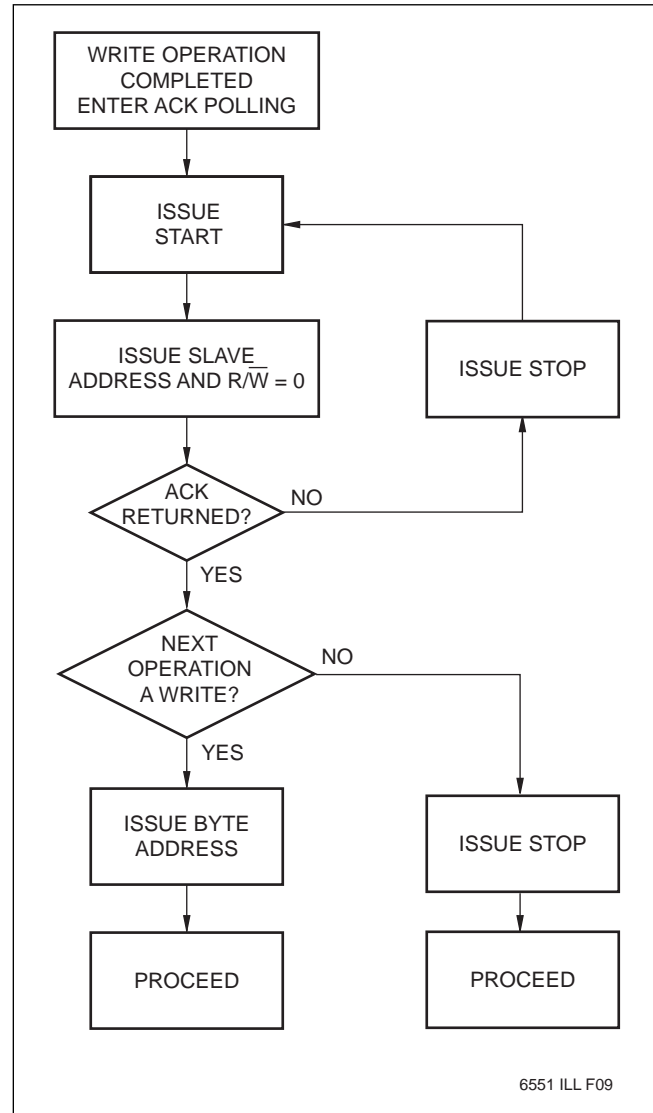 WRITE OPERATION
COMPLETED
ENTER ACK POLLING
ISSUE
START
ISSUE SLAVE
ADDRESS AND R/W̅ = 0
ISSUE STOP
ACK
RETURNED?
NO
YES
NEXT
OPERATION
A WRITE?
NO
YES
ISSUE BYTE
ADDRESS
ISSUE STOP
PROCEED
PROCEED
6551 ILL F09